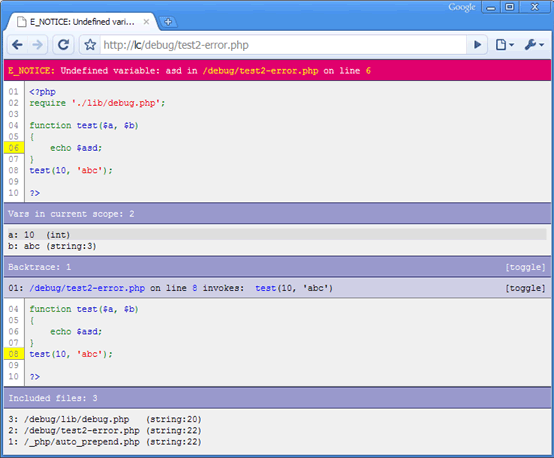 Google
E_NOTICE: Undefined vari...
http://lc/debug/test2-error.php
E_NOTICE: Undefined variable: asd in /debug/test2-error.php on line 6
01 <?php
02 require './lib/debug.php';
03
04 function test($a, $b)
05 {
06     echo $asd;
07 }
08 test(10, 'abc');
09
10 ?>
Vars in current scope: 2
a: 10  (int)
b: abc (string:3)
Backtrace: 1 [toggle]
01: /debug/test2-error.php on line 8 invokes:  test(10, 'abc') [toggle]
04 function test($a, $b)
05 {
06     echo $asd;
07 }
08 test(10, 'abc');
09
10 ?>
Included files: 3
3: /debug/lib/debug.php   (string:20)
2: /debug/test2-error.php (string:22)
1: /_php/auto_prepend.php (string:22)